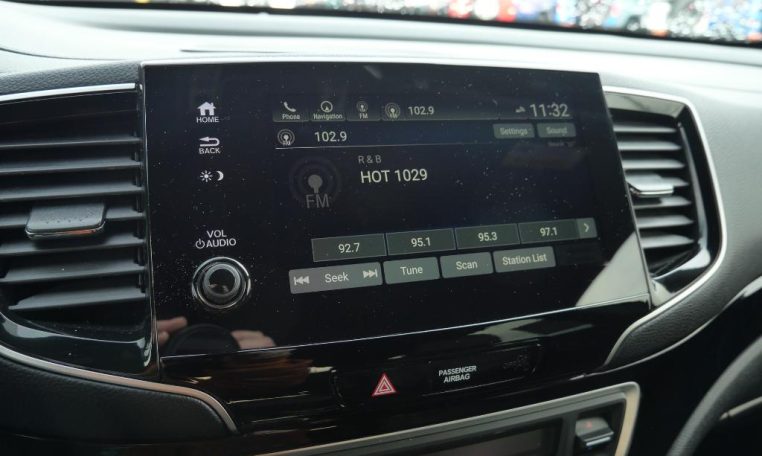 HOME
BACK
VOL
AUDIO
Phone
Navigation
FM
102.9
11:32
102.9
Settings
Sound
R & B
HOT 1029
FM
92.7
95.1
95.3
97.1
Seek
Tune
Scan
Station List
PASSENGER
AIRBAG